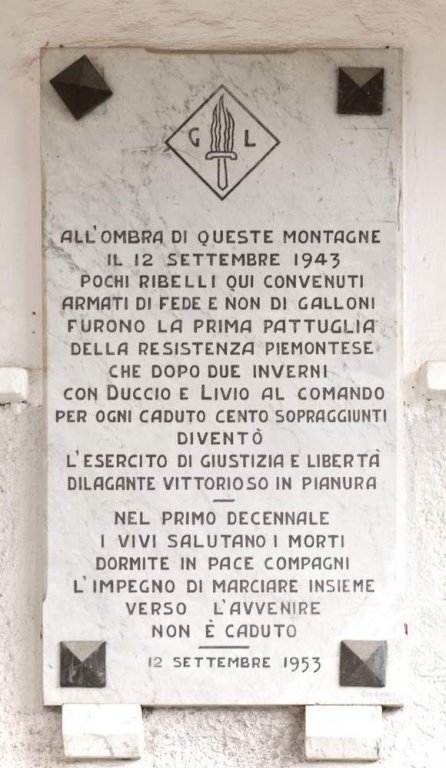 G L
ALL'OMBRA DI QUESTE MONTAGNE
IL 12 SETTEMBRE 1943
POCHI RIBELLI QUI CONVENUTI
ARMATI DI FEDE E NON DI GALLONI
FURONO LA PRIMA PATTUGLIA
DELLA RESISTENZA PIEMONTESE
CHE DOPO DUE INVERNI
CON DUCCIO E LIVIO AL COMANDO
PER OGNI CADUTO CENTO SOPRAGGIUNTI
DIVENTÒ
L'ESERCITO DI GIUSTIZIA E LIBERTÀ
DILAGANTE VITTORIOSO IN PIANURA
NEL PRIMO DECENNALE
I VIVI SALUTANO I MORTI
DORMITE IN PACE COMPAGNI
L'IMPEGNO DI MARCIARE INSIEME
VERSO L'AVVENIRE
NON È CADUTO
12 SETTEMBRE 1953